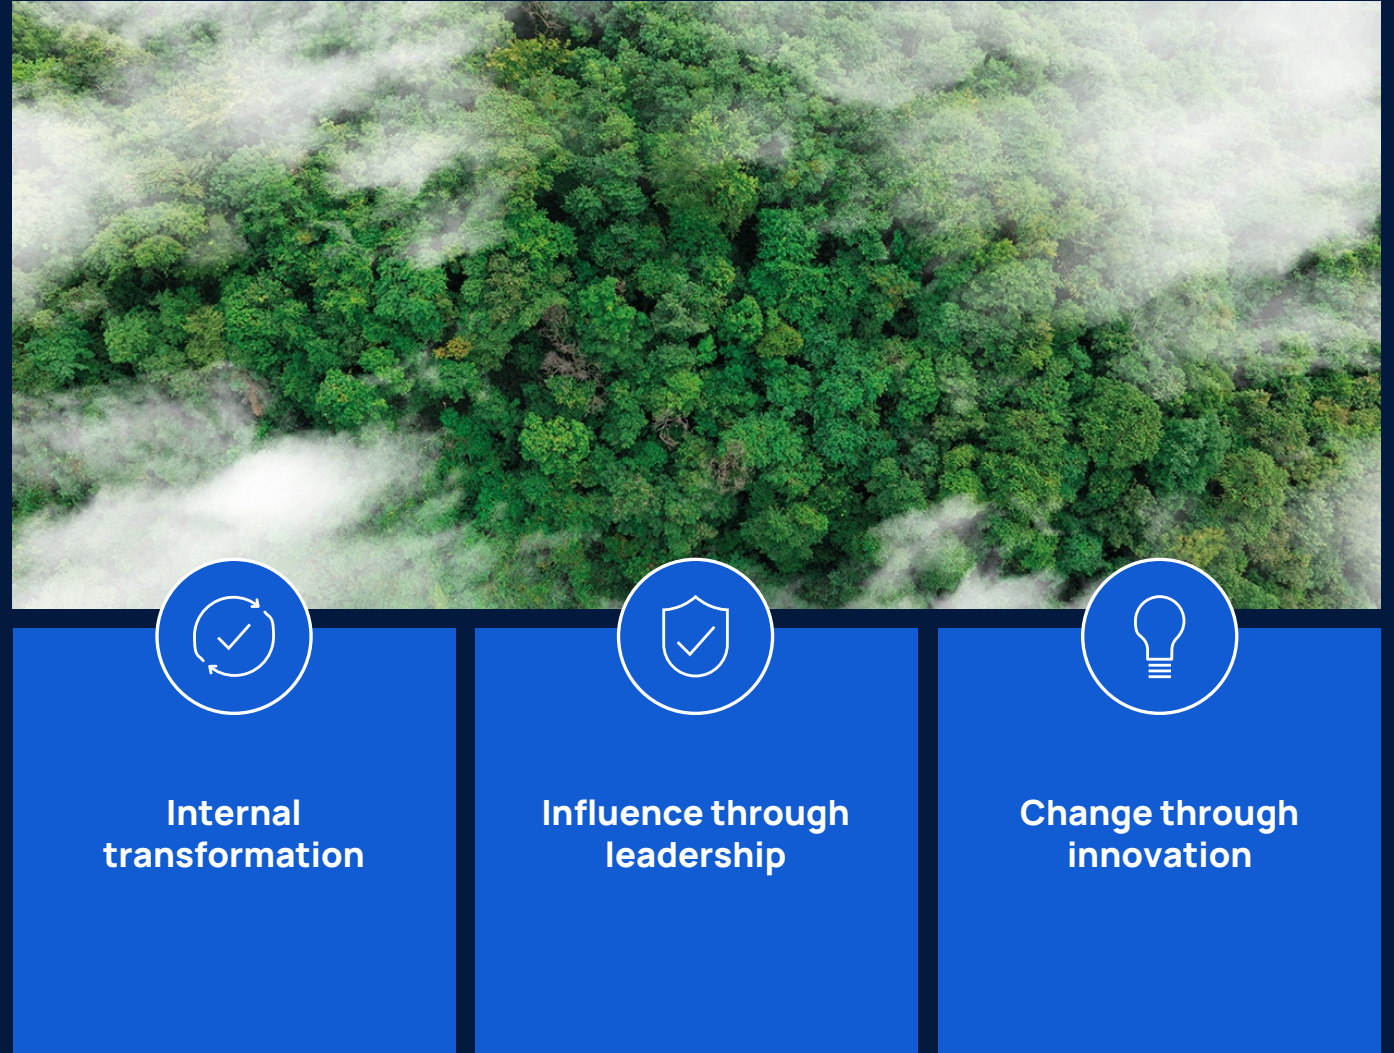 Internal
transformation
Influence through
leadership
Change through
innovation